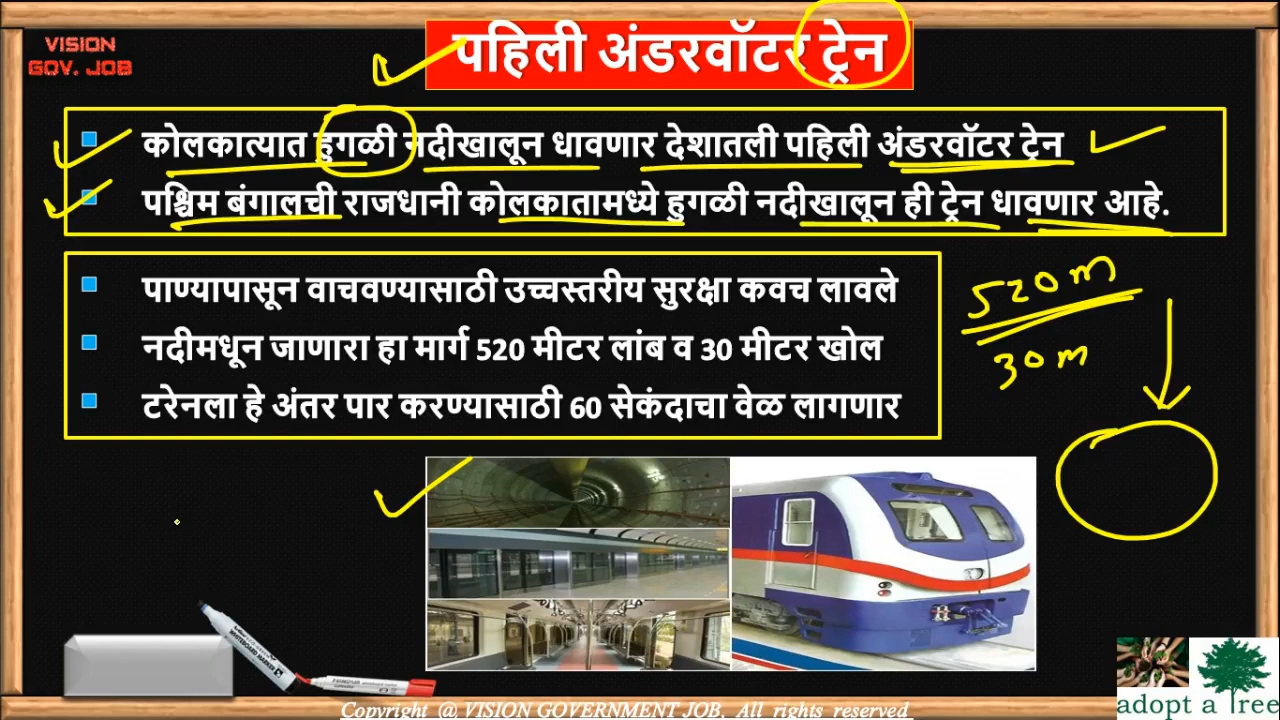 VISION
GOV. JOB
पहिली अंडरवॉटर ट्रेन
कोलकात्यात हुगळी नदीखालून धावणार देशातली पहिली अंडरवॉटर ट्रेन
पश्चिम बंगालची राजधानी कोलकातामध्ये हुगळी नदीखालून ही ट्रेन धावणार आहे.
पाण्यापासून वाचवण्यासाठी उच्चस्तरीय सुरक्षा कवच लावले
नदीमधून जाणारा हा मार्ग 520 मीटर लांब व 30 मीटर खोल
टरेनला हे अंतर पार करण्यासाठी 60 सेकंदाचा वेळ लागणार
520m
30m
adopt a Tree
Copyright @ VISION GOVERNMENT JOB. All rights reserved